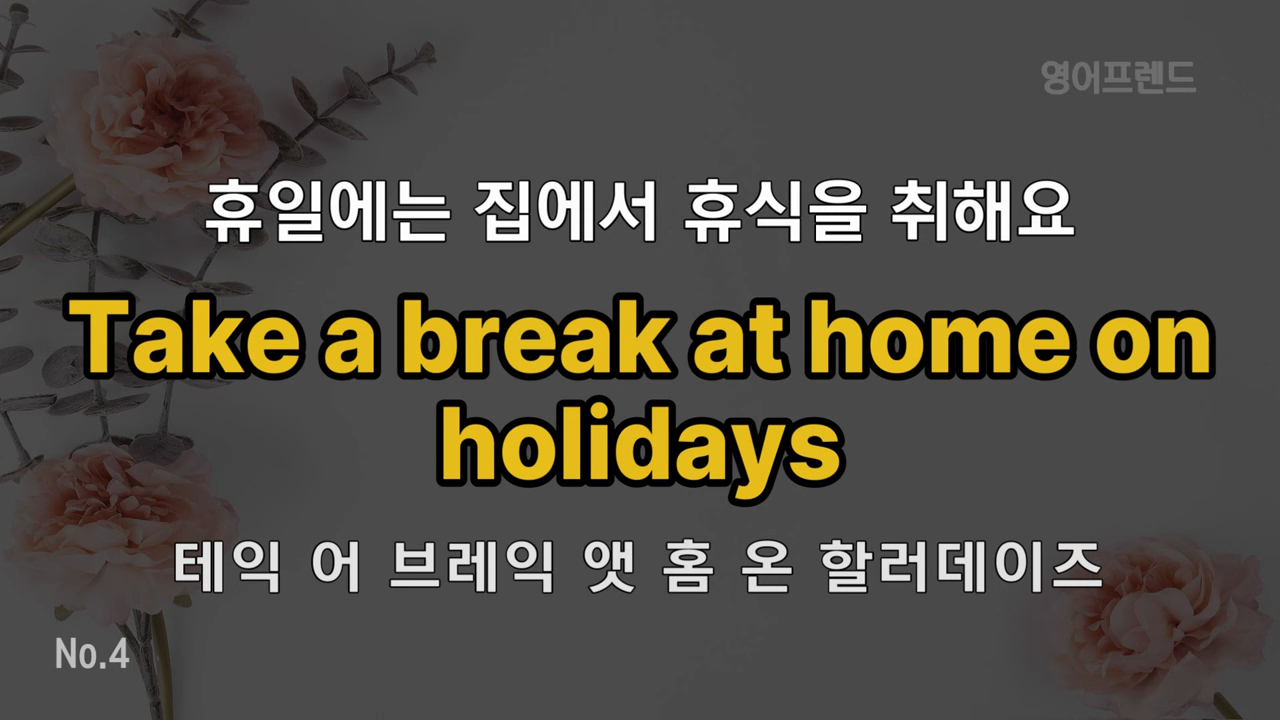 영어프렌드
휴일에는 집에서 휴식을 취해요
Take a break at home on
holidays
테익 어 브레익 앳 홈 온 할러데이즈
No.4